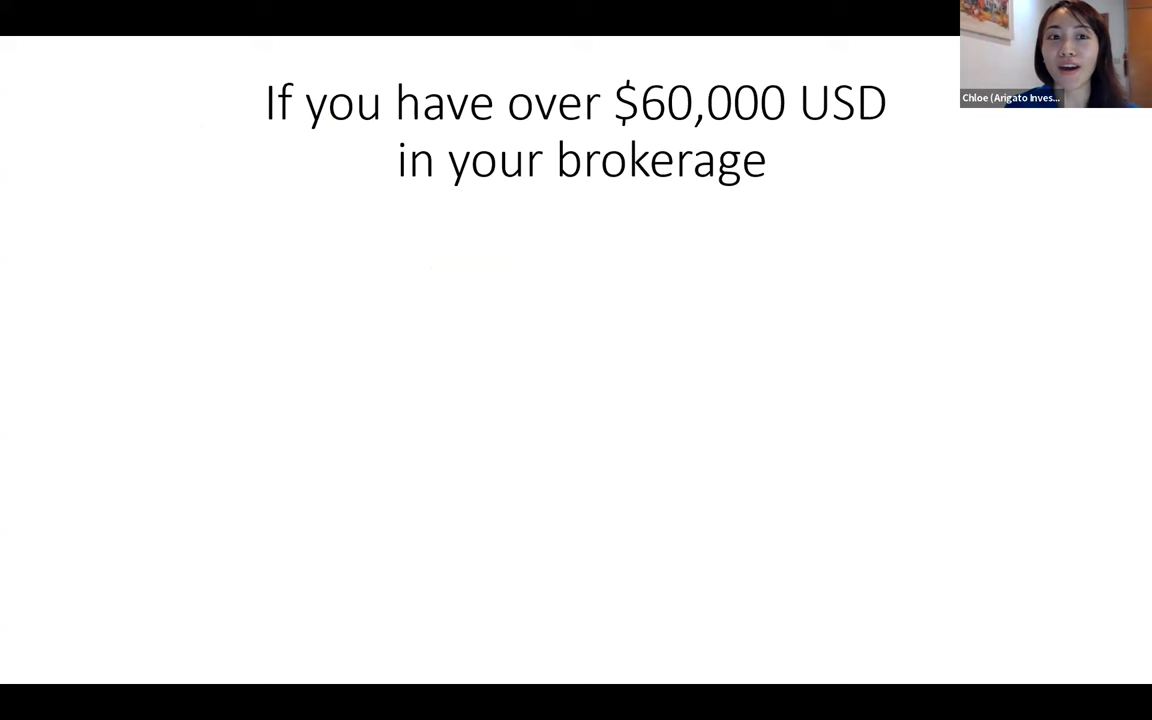 If you have over $60,000 USD
in your brokerage
Chloe (Arigato Inves...